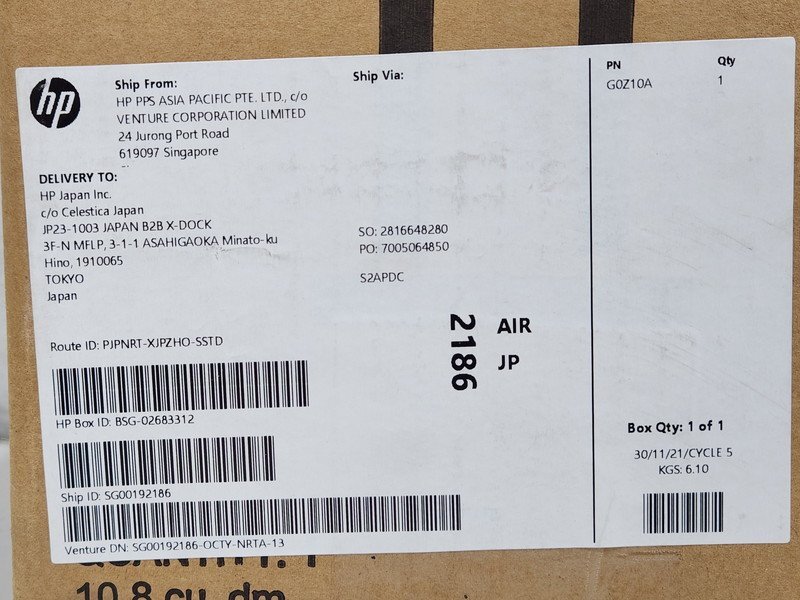 hp
Ship From:
HP PPS ASIA PACIFIC PTE. LTD., c/o
VENTURE CORPORATION LIMITED
24 Jurong Port Road
619097 Singapore
Ship Via:
PN Qty
G0Z10A 1
DELIVERY TO:
HP Japan Inc.
c/o Celestica Japan
JP23-1003 JAPAN B2B X-DOCK
3F-N MFLP, 3-1-1 ASAHIGAOKA Minato-ku
Hino, 1910065
TOKYO
Japan
SO: 2816648280
PO: 7005064850
S2APDC
Route ID: PJPNRT-XJPZHO-SSTD
2186
AIR
JP
HP Box ID: BSG-02683312
Ship ID: SG00192186
Venture DN: SG00192186-OCTY-NRTA-13
Box Qty: 1 of 1
30/11/21/CYCLE 5
KGS: 6.10
10.8 cu. dm